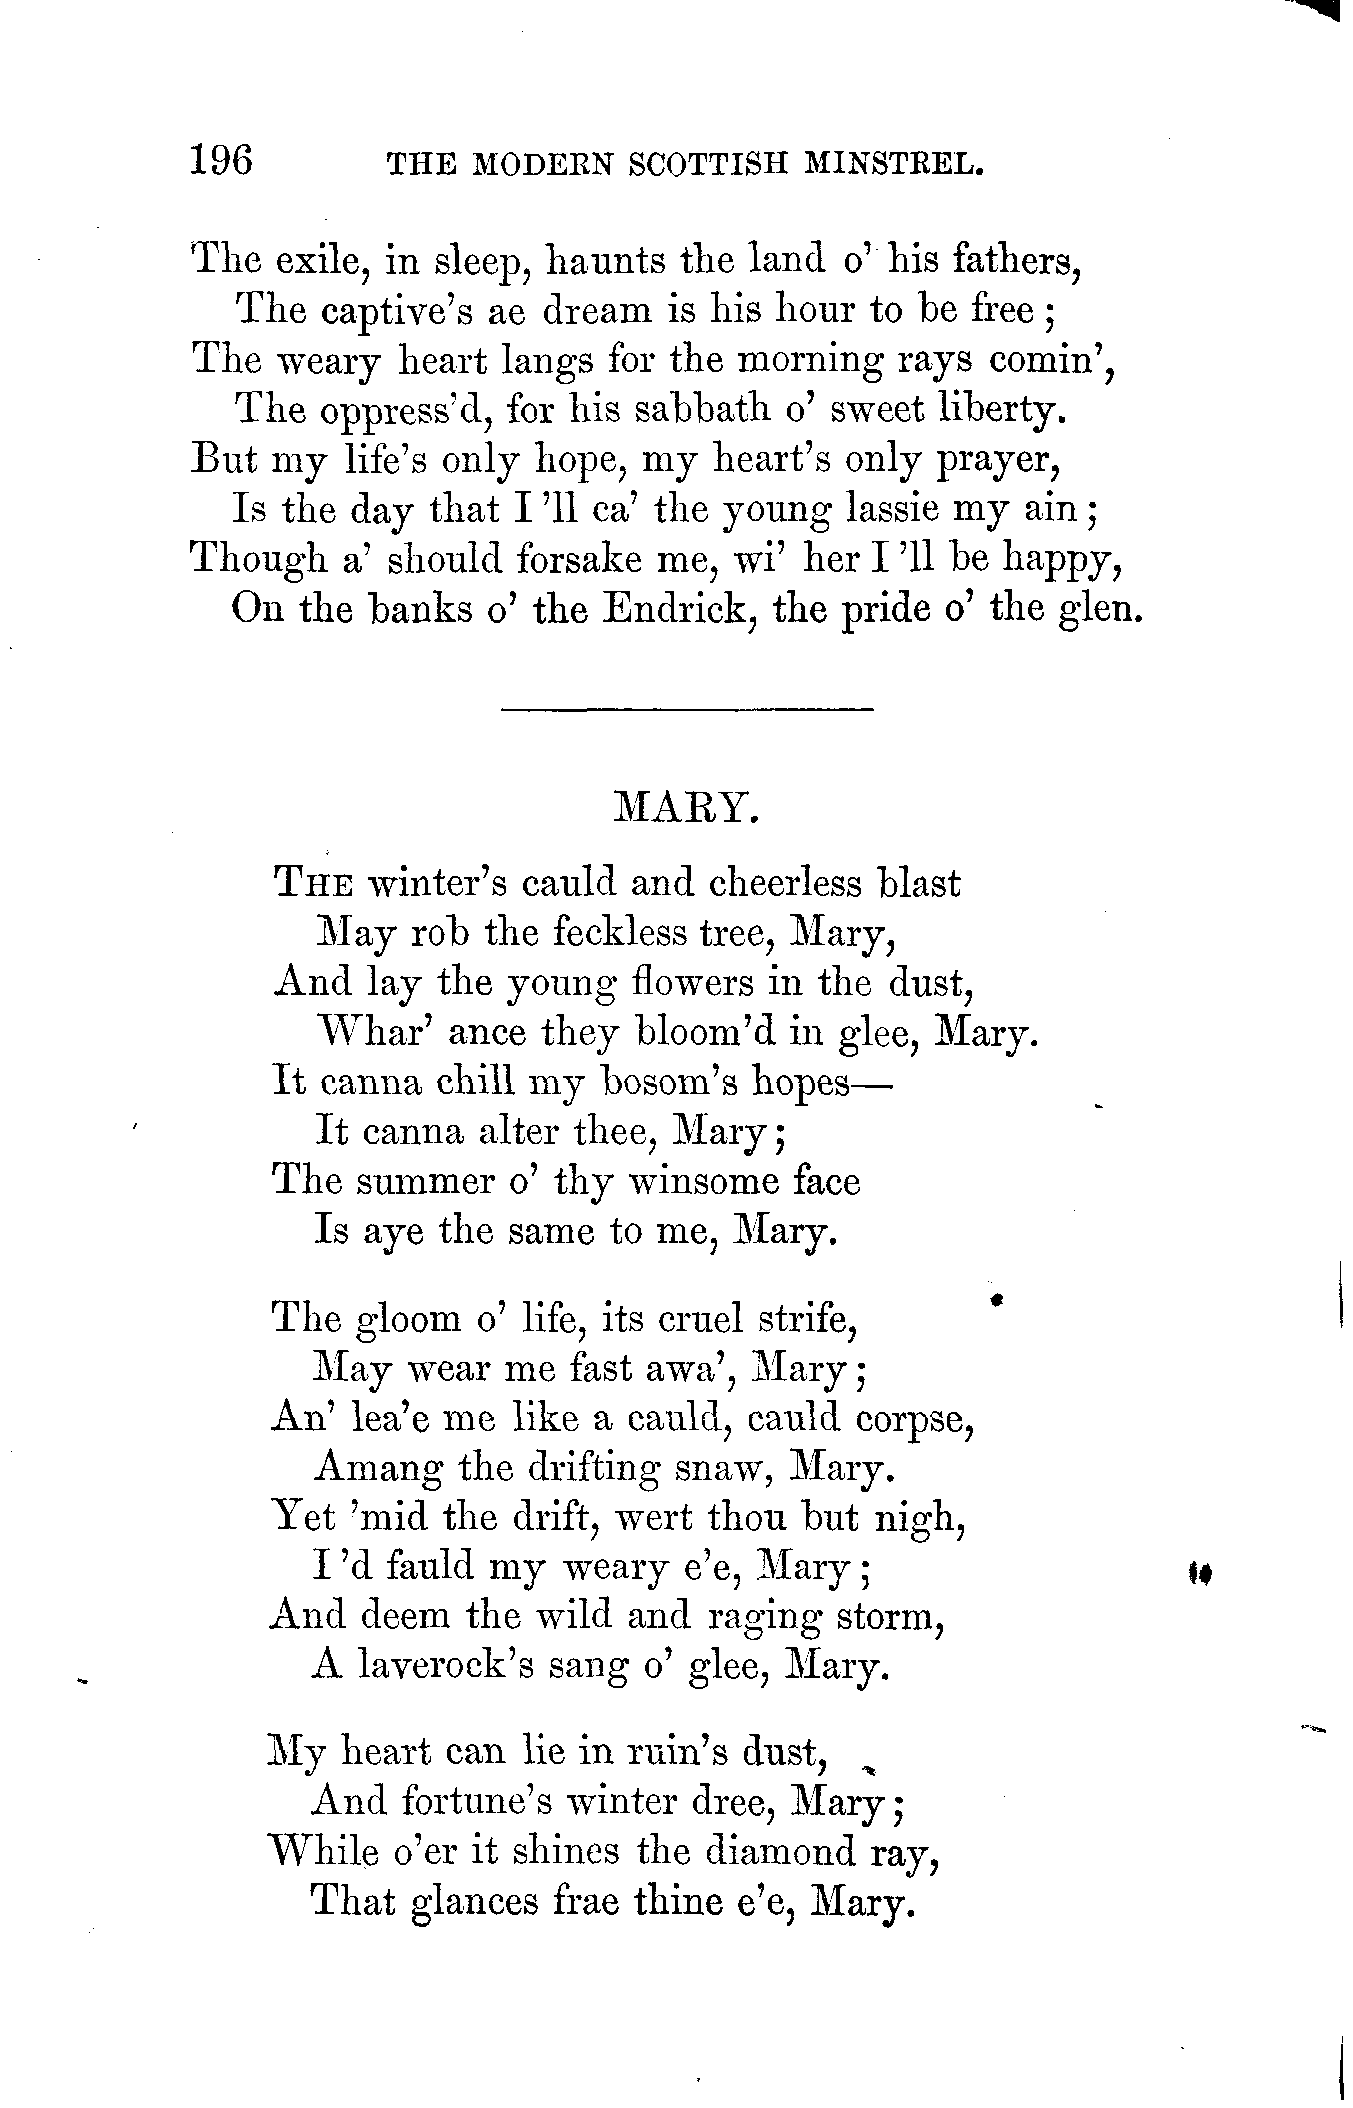 196 THE MODERN SCOTTISH MINSTREL.
The exile, in sleep, haunts the land o' his fathers,
The captive's ae dream is his hour to be free;
The weary heart langs for the morning rays comin',
The oppress'd, for his sabbath o' sweet liberty.
But my life's only hope, my heart's only prayer,
Is the day that I'll ca' the young lassie my ain;
Though a' should forsake me, wi' her I'll be happy,
On the banks o' the Endrick, the pride o' the glen.
MARY.
THE winter's cauld and cheerless blast
May rob the feckless tree, Mary,
And lay the young flowers in the dust,
Whar' ance they bloom'd in glee, Mary.
It canna chill my bosom's hopes—
It canna alter thee, Mary;
The summer o' thy winsome face
Is aye the same to me, Mary.
The gloom o' life, its cruel strife,
May wear me fast awa', Mary;
An' lea'e me like a cauld, cauld corpse,
Amang the drifting snaw, Mary.
Yet 'mid the drift, wert thou but nigh,
I'd fauld my weary e'e, Mary;
And deem the wild and raging storm,
A laverock's sang o' glee, Mary.
My heart can lie in ruin's dust,
And fortune's winter dree, Mary;
While o'er it shines the diamond ray,
That glances frae thine e'e, Mary.